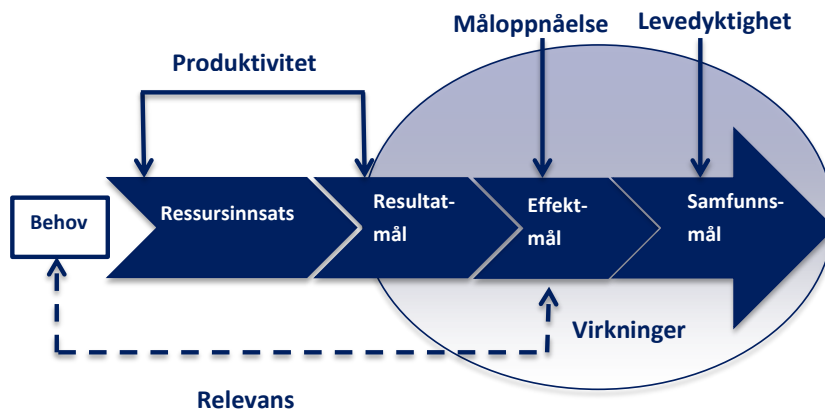 Måloppnåelse
Levedyktighet
Produktivitet
Behov
Ressursinnsats
Resultat-
mål
Effekt-
mål
Samfunns-
mål
Virkninger
Relevans